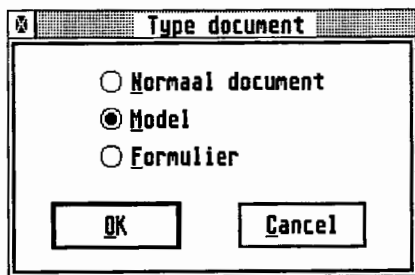 Type document
Normaal document
Model
Formulier
OK
Cancel